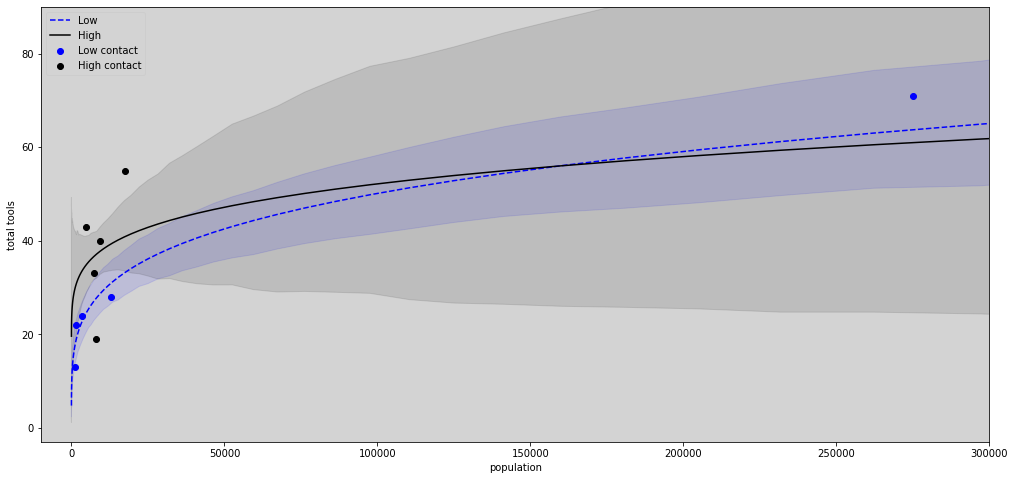 Low
High
Low contact
High contact
80
60
40
20
0
total tools
0 50000 100000 150000 200000 250000 300000
population